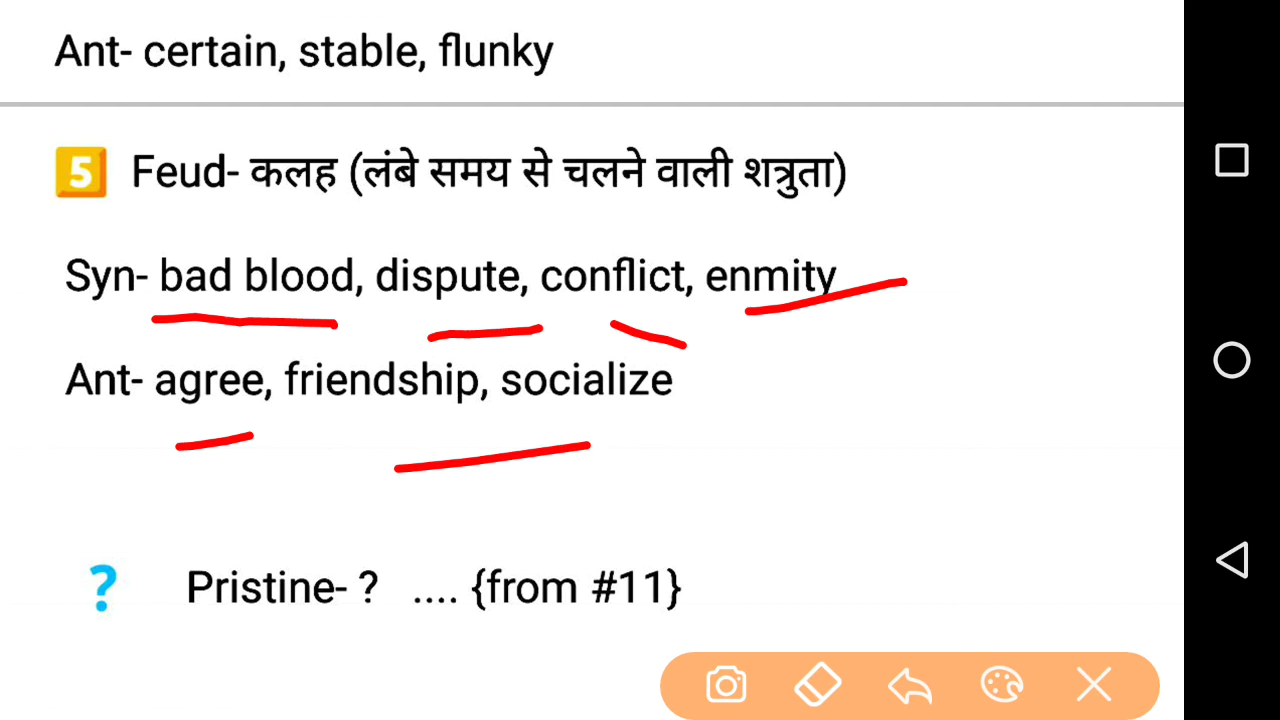 Ant- certain, stable, flunky
5 Feud- कलह (लंबे समय से चलने वाली शत्रुता)
Syn- bad blood, dispute, conflict, enmity
Ant- agree, friendship, socialize
? Pristine- ? .... {from #11}